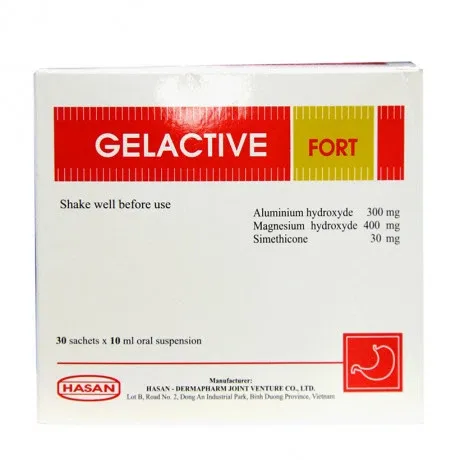 GELACTIVE FORT
Shake well before use
Aluminium hydroxyde 300 mg
Magnesium hydroxyde 400 mg
Simethicone 30 mg
30 sachets x 10 ml oral suspension
HASAN
Manufacturer:
HASAN - DERMAPHARM JOINT VENTURE CO., LTD.
Lot B, Road No. 2, Dong An Industrial Park, Binh Duong Province, Vietnam